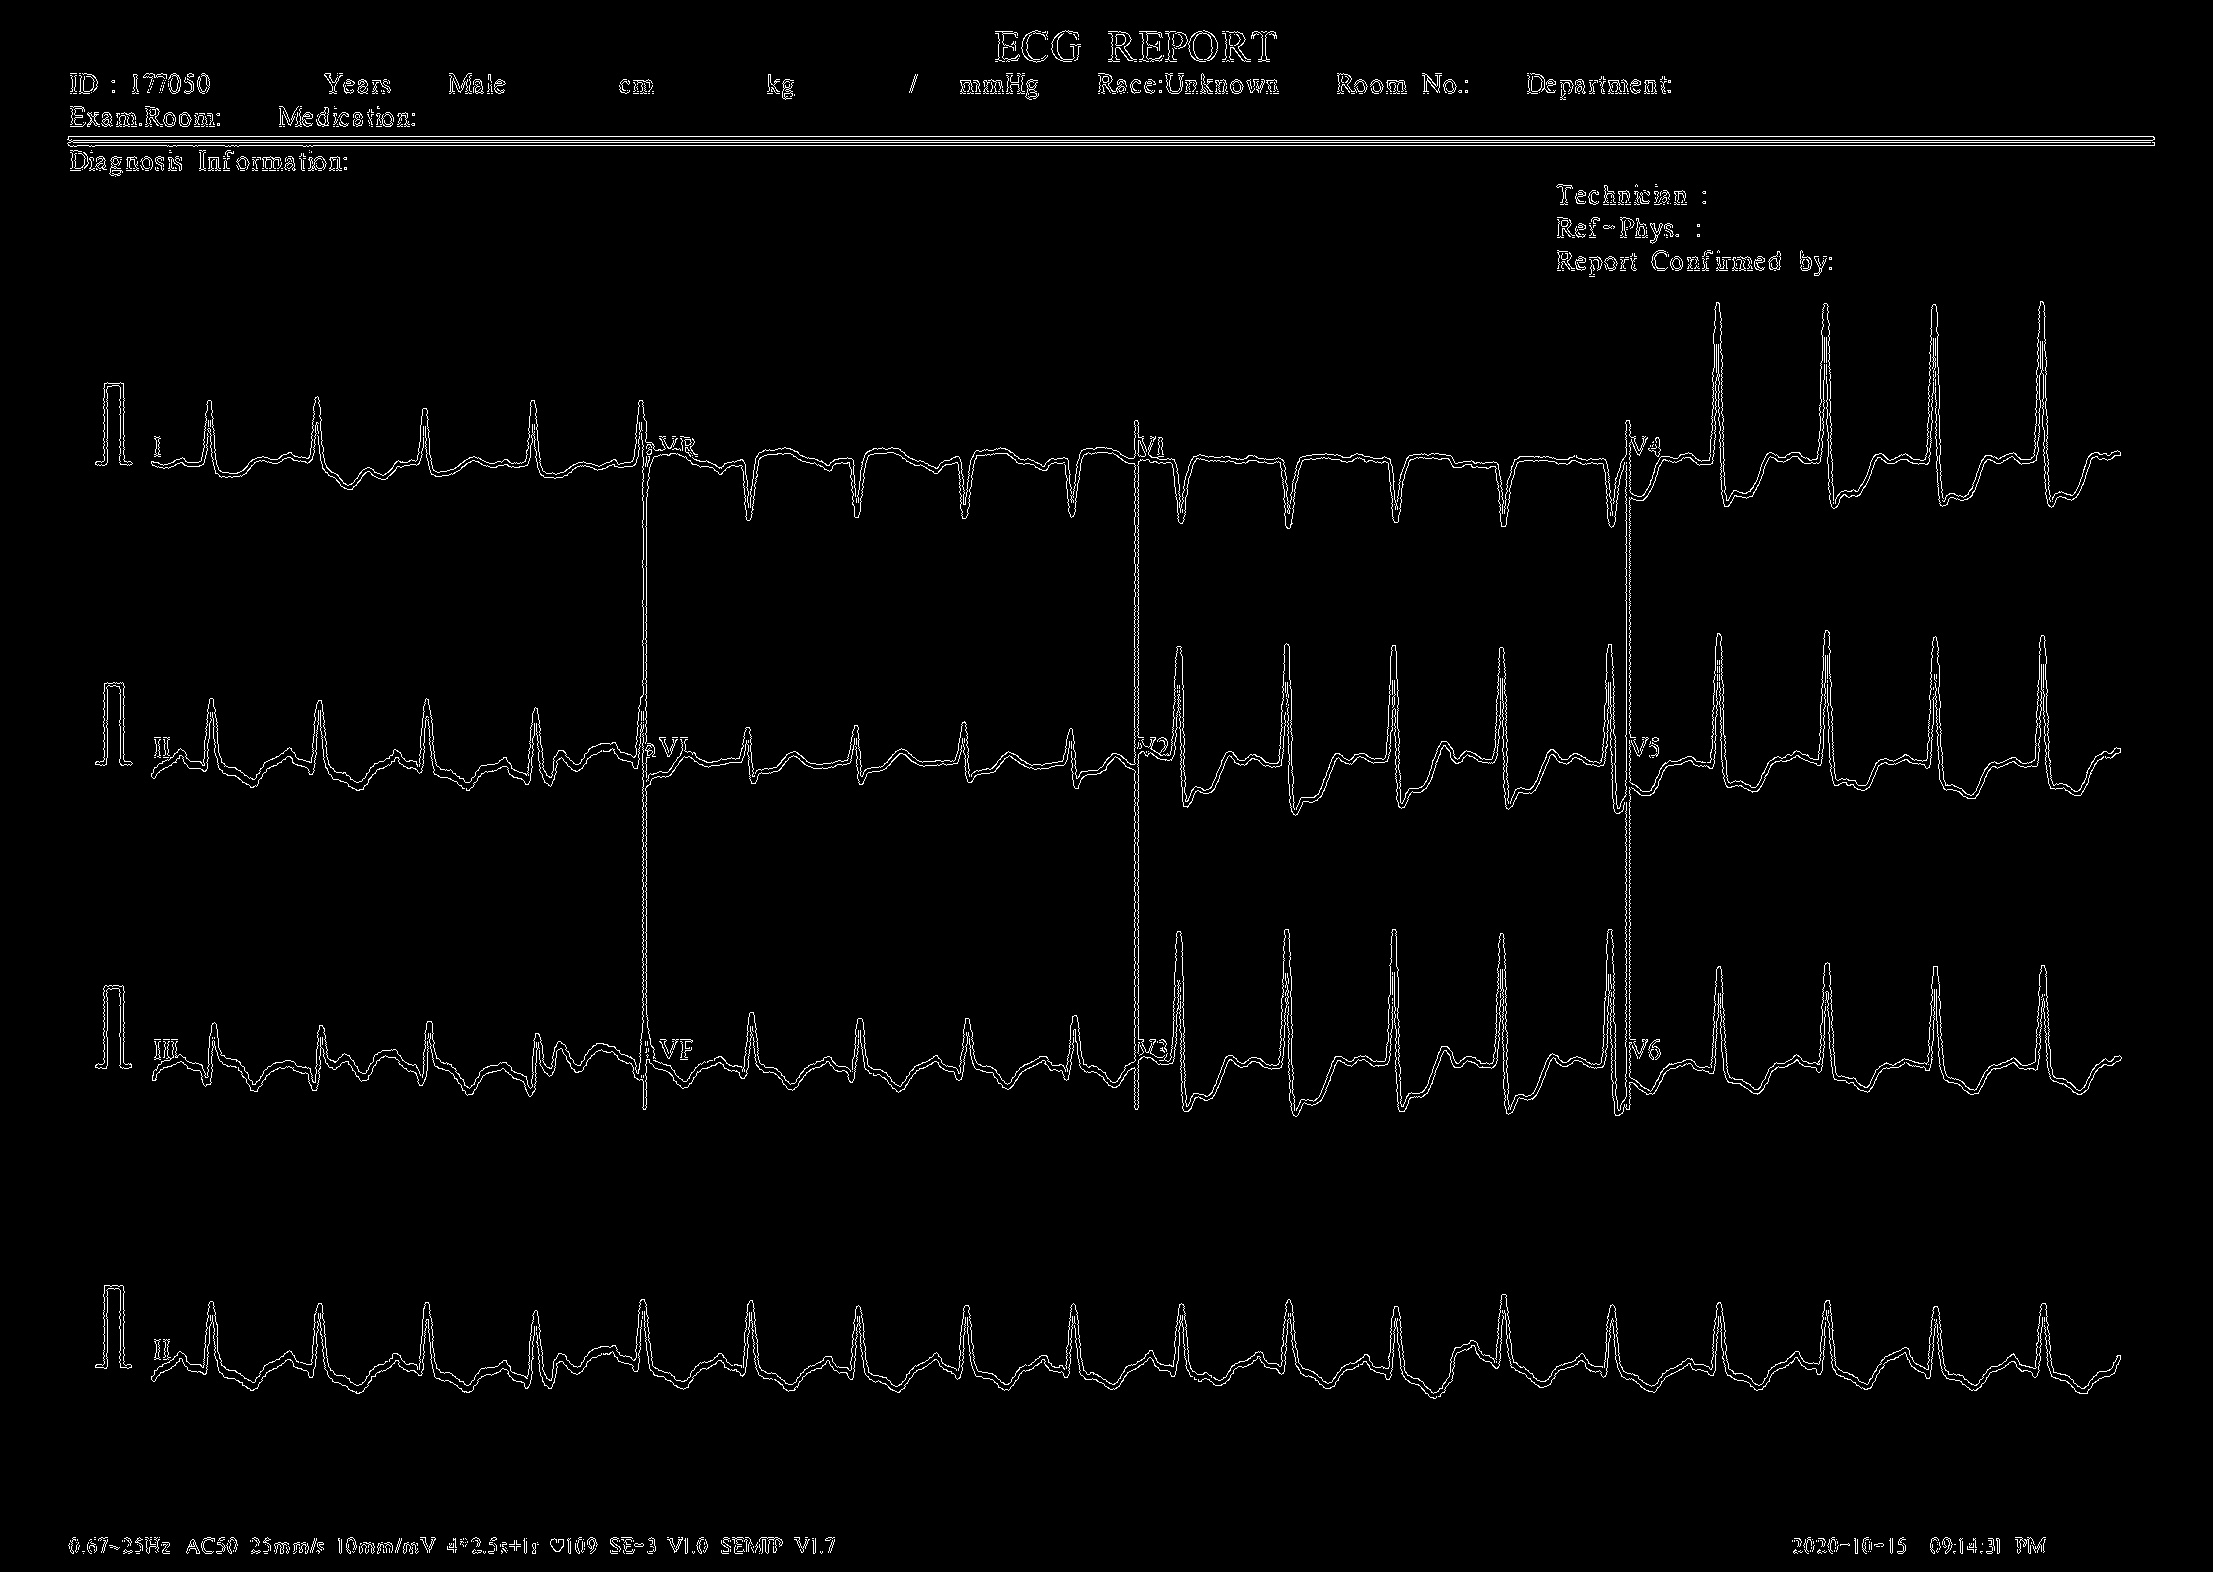 ECG REPORT
ID : 177050 Years Male cm kg / mmHg Race:Unknown Room No.: Department:
Exam.Room: Medication:
Diagnosis Information:
Technician :
Ref-Phys. :
Report Confirmed by:
I aVR V1 V4
II aVL V2 V5
III aVF V3 V6
II
0.67~25Hz AC50 25mm/s 10mm/mV 4*2.5s+1r ♡109 SE-3 V1.0 SEMIP V1.7
2020-10-15 09:14:31 PM